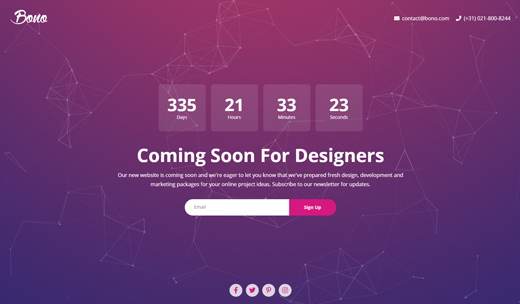 Bono
contact@bono.com (+31) 021-800-8244
335 21 33 23
Days Hours Minutes Seconds
Coming Soon For Designers
Our new website is coming soon and we're eager to let you know that we've prepared fresh design, development and
marketing packages for your online project ideas. Subscribe to our newsletter for updates.
Email Sign Up